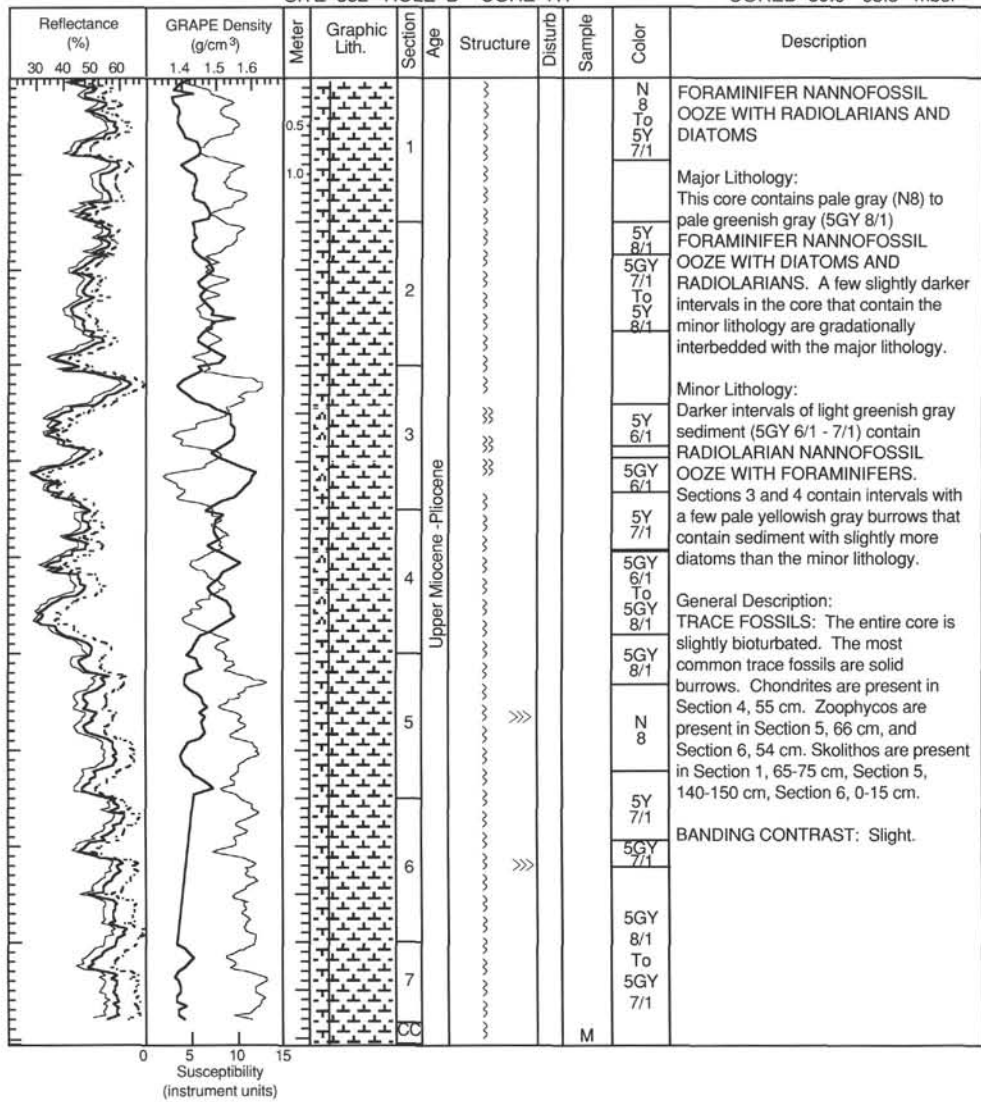 Reflectance
(%)
30 40 50 60
GRAPE Density
(g/cm³)
1.4 1.5 1.6
Meter
Graphic
Lith.
Section
Age
Structure
Disturb
Sample
Color
Description
0.5
1.0
1
2
3
4
5
6
7
CC
Upper Miocene -Pliocene
M
N
8
To
5Y
7/1
5Y
8/1
5GY
7/1
To
5Y
8/1
5Y
6/1
5GY
6/1
5Y
7/1
5GY
6/1
To
5GY
8/1
5GY
8/1
N
8
5Y
7/1
5GY
7/1
5GY
8/1
To
5GY
7/1
FORAMINIFER NANNOFOSSIL
OOZE WITH RADIOLARIANS AND
DIATOMS
Major Lithology:
This core contains pale gray (N8) to
pale greenish gray (5GY 8/1)
FORAMINIFER NANNOFOSSIL
OOZE WITH DIATOMS AND
RADIOLARIANS. A few slightly darker
intervals in the core that contain the
minor lithology are gradationally
interbedded with the major lithology.
Minor Lithology:
Darker intervals of light greenish gray
sediment (5GY 6/1 - 7/1) contain
RADIOLARIAN NANNOFOSSIL
OOZE WITH FORAMINIFERS.
Sections 3 and 4 contain intervals with
a few pale yellowish gray burrows that
contain sediment with slightly more
diatoms than the minor lithology.
General Description:
TRACE FOSSILS: The entire core is
slightly bioturbated. The most
common trace fossils are solid
burrows. Chondrites are present in
Section 4, 55 cm. Zoophycos are
present in Section 5, 66 cm, and
Section 6, 54 cm. Skolithos are present
in Section 1, 65-75 cm, Section 5,
140-150 cm, Section 6, 0-15 cm.
BANDING CONTRAST: Slight.
0 5 10 15
Susceptibility
(instrument units)